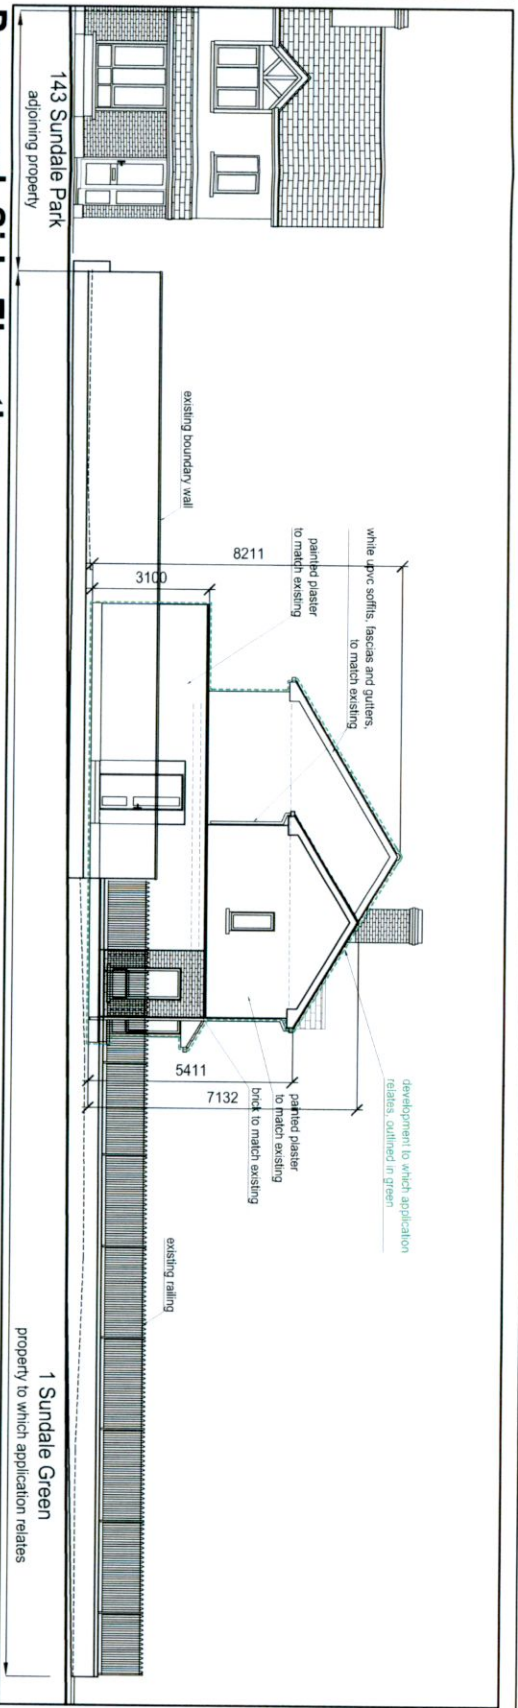 143 Sundale Park
adjoining property
existing boundary wall
8211
3100
painted plaster
to match existing
white upvc soffits, fascias and gutters,
to match existing
development to which application
relates, outlined in green
5411
7132
painted plaster
to match existing
brick to match existing
existing railing
1 Sundale Green
property to which application relates